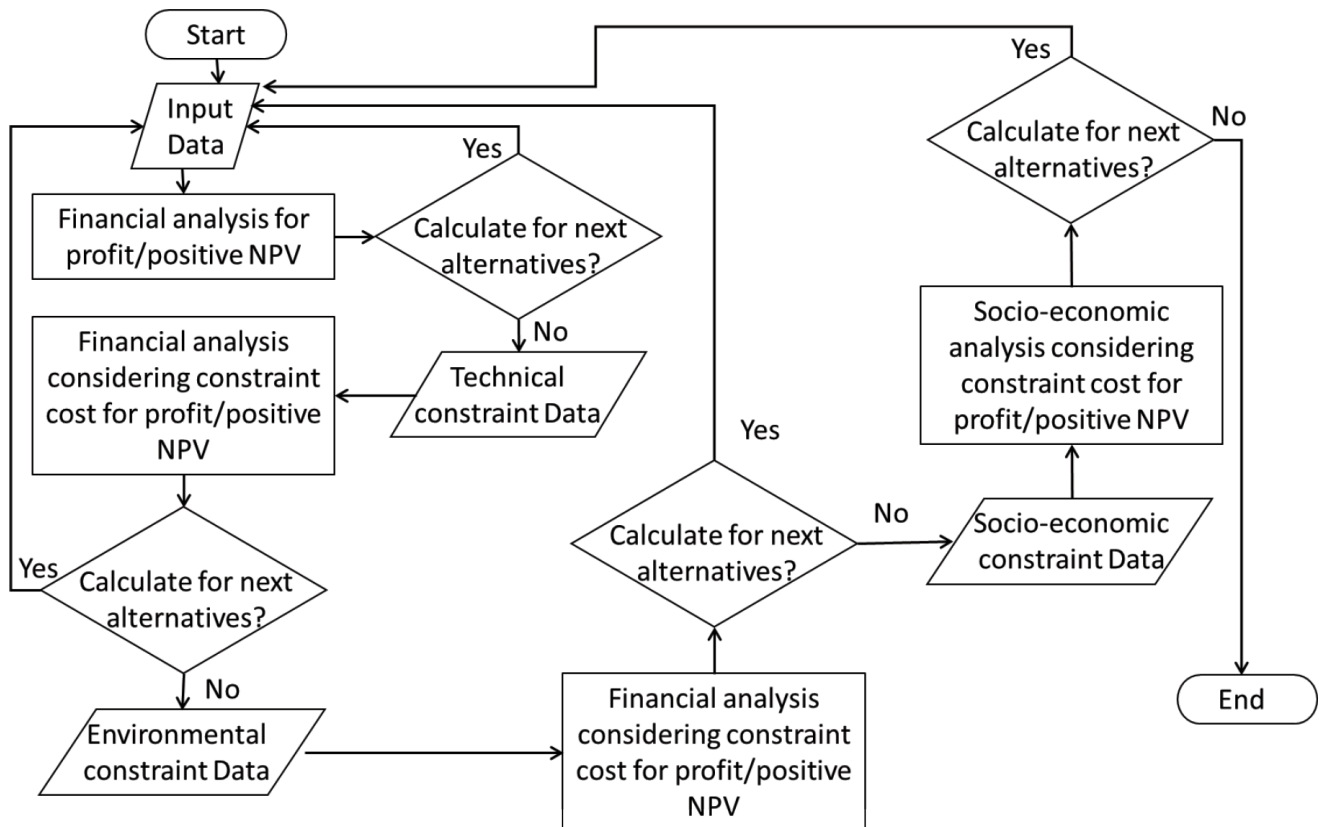 Start
Input
Data
Financial analysis for
profit/positive NPV
Yes
Calculate for next
alternatives?
No
Technical
constraint Data
Financial analysis
considering constraint
cost for profit/positive
NPV
Yes
Calculate for next
alternatives?
No
Environmental
constraint Data
Financial analysis
considering constraint
cost for profit/positive
NPV
Yes
Calculate for next
alternatives?
No
Socio-economic
constraint Data
Socio-economic
analysis considering
constraint cost for
profit/positive NPV
Yes
Calculate for next
alternatives?
No
End